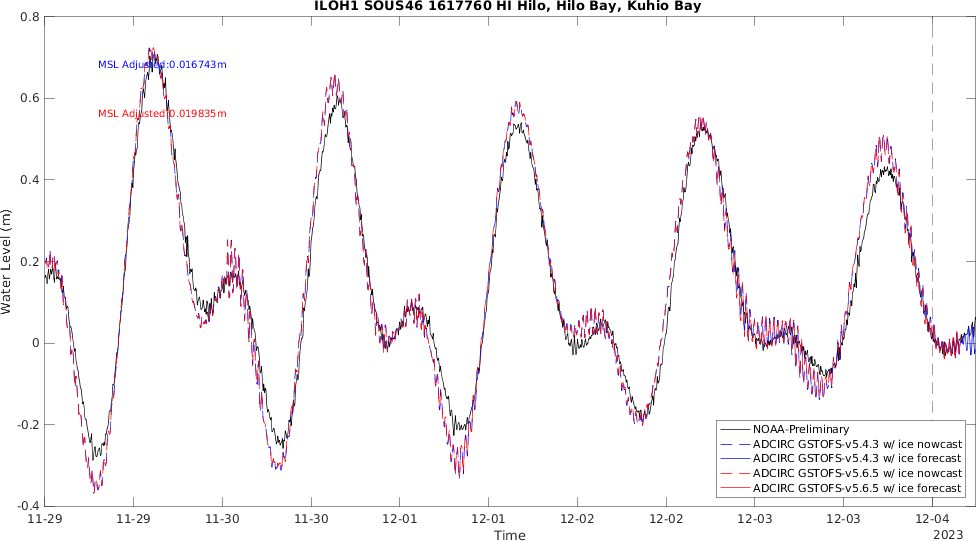 ILOH1 SOUS46 1617760 HI Hilo, Hilo Bay, Kuhio Bay
0.8
0.6
0.4
0.2
0
-0.2
-0.4
Water Level (m)
MSL Adjusted:0.016743m
MSL Adjusted:0.019835m
NOAA-Preliminary
ADCIRC GSTOFS-v5.4.3 w/ ice nowcast
ADCIRC GSTOFS-v5.4.3 w/ ice forecast
ADCIRC GSTOFS-v5.6.5 w/ ice nowcast
ADCIRC GSTOFS-v5.6.5 w/ ice forecast
11-29 11-29 11-30 11-30 12-01 12-01 12-02 12-02 12-03 12-03 12-04
Time
2023